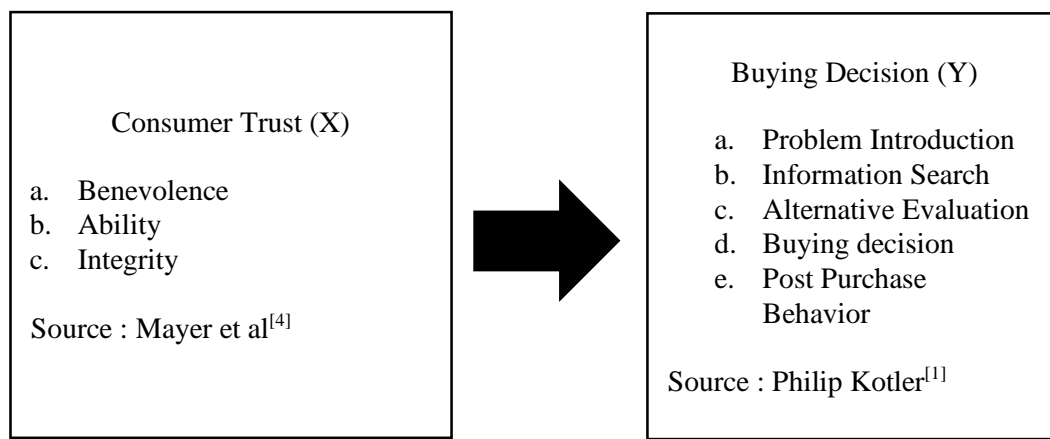 Consumer Trust (X)
a. Benevolence
b. Ability
c. Integrity
Source : Mayer et al[4]
Buying Decision (Y)
a. Problem Introduction
b. Information Search
c. Alternative Evaluation
d. Buying decision
e. Post Purchase
Behavior
Source : Philip Kotler[1]